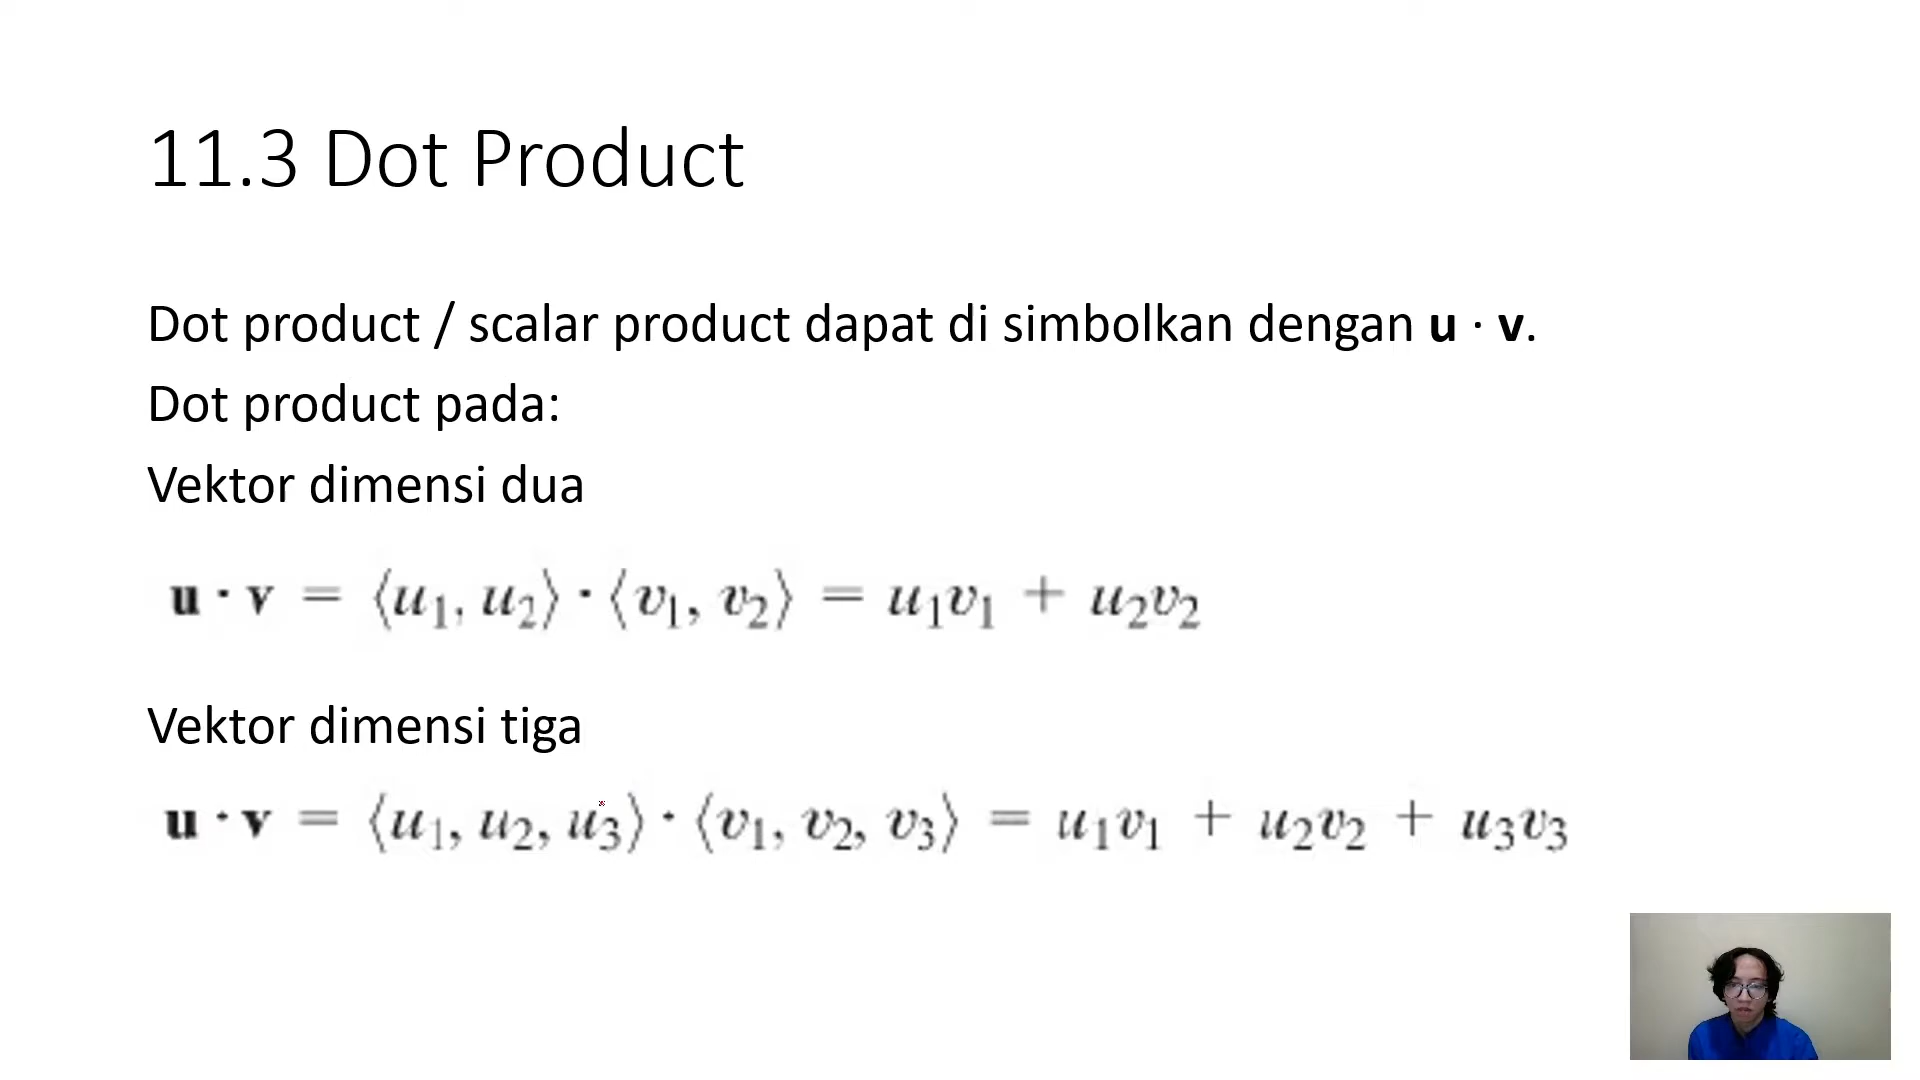 11.3 Dot Product
Dot product / scalar product dapat di simbolkan dengan u · v.
Dot product pada:
Vektor dimensi dua
u · v = ⟨u₁, u₂⟩ · ⟨v₁, v₂⟩ = u₁v₁ + u₂v₂
Vektor dimensi tiga
u · v = ⟨u₁, u₂, u₃⟩ · ⟨v₁, v₂, v₃⟩ = u₁v₁ + u₂v₂ + u₃v₃